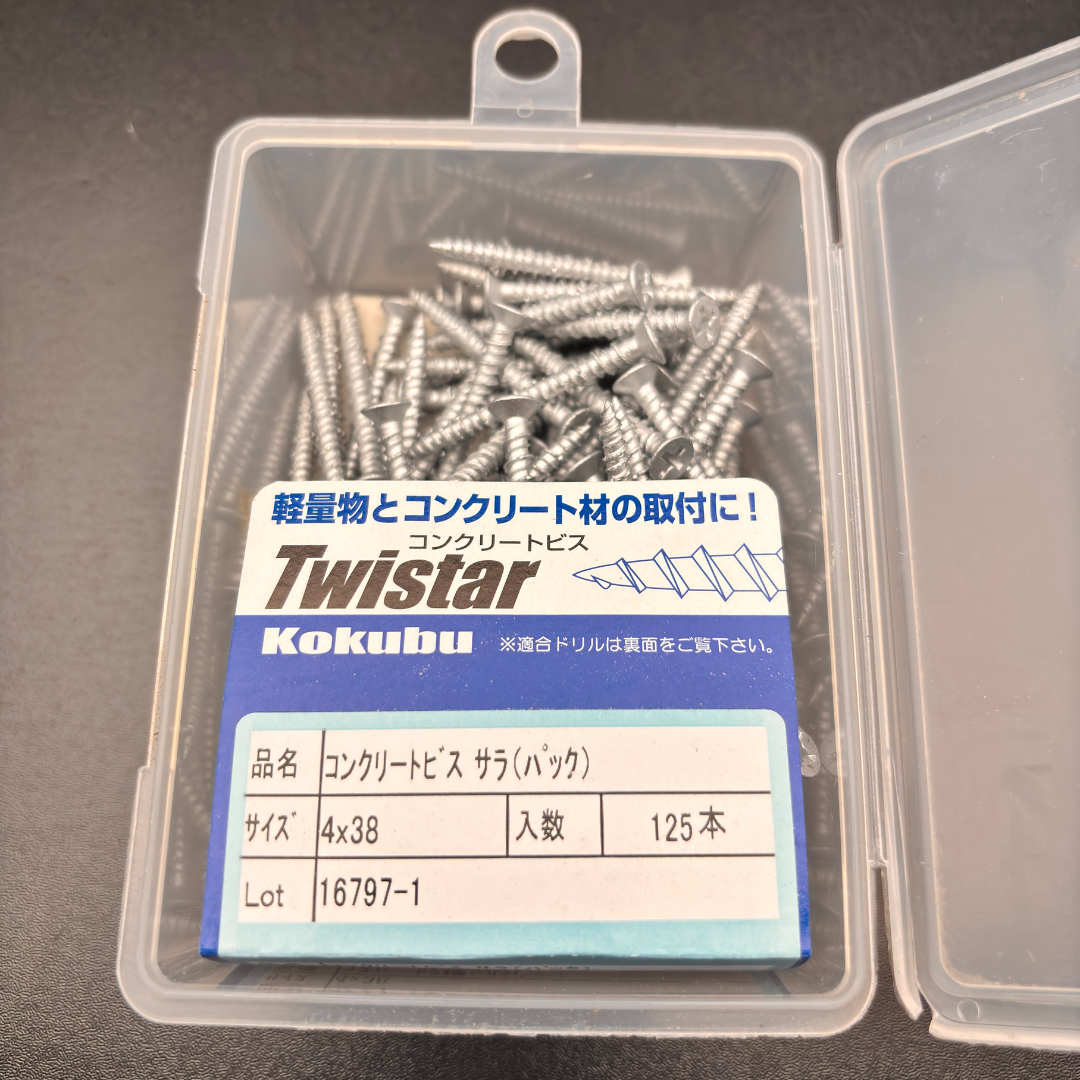 軽量物とコンクリート材の取付に！
コンクリートビス
Twistar
Kokubu ※適合ドリルは裏面をご覧下さい。
品名 コンクリートビス サラ(パック)
サイズ 4x38 入数 125本
Lot 16797-1